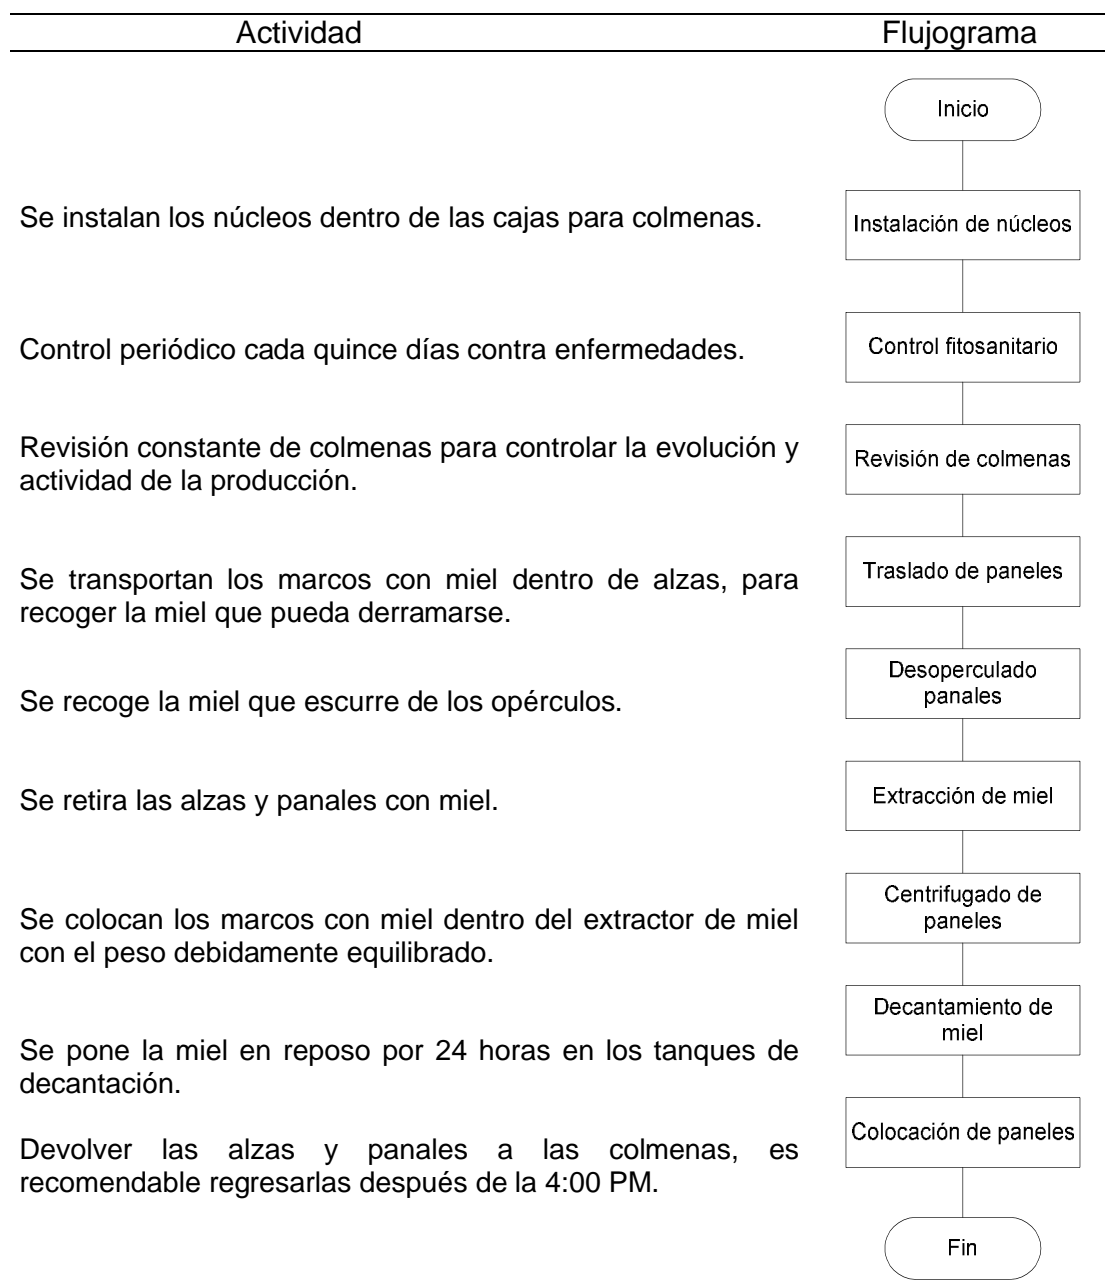 Actividad Flujograma
Inicio
Se instalan los núcleos dentro de las cajas para colmenas.
Instalación de núcleos
Control periódico cada quince días contra enfermedades.
Control fitosanitario
Revisión constante de colmenas para controlar la evolución y
actividad de la producción.
Revisión de colmenas
Se transportan los marcos con miel dentro de alzas, para
recoger la miel que pueda derramarse.
Traslado de paneles
Se recoge la miel que escurre de los opérculos.
Desoperculado
panales
Se retira las alzas y panales con miel.
Extracción de miel
Se colocan los marcos con miel dentro del extractor de miel
con el peso debidamente equilibrado.
Centrifugado de
paneles
Se pone la miel en reposo por 24 horas en los tanques de
decantación.
Decantamiento de
miel
Devolver las alzas y panales a las colmenas, es
recomendable regresarlas después de la 4:00 PM.
Colocación de paneles
Fin